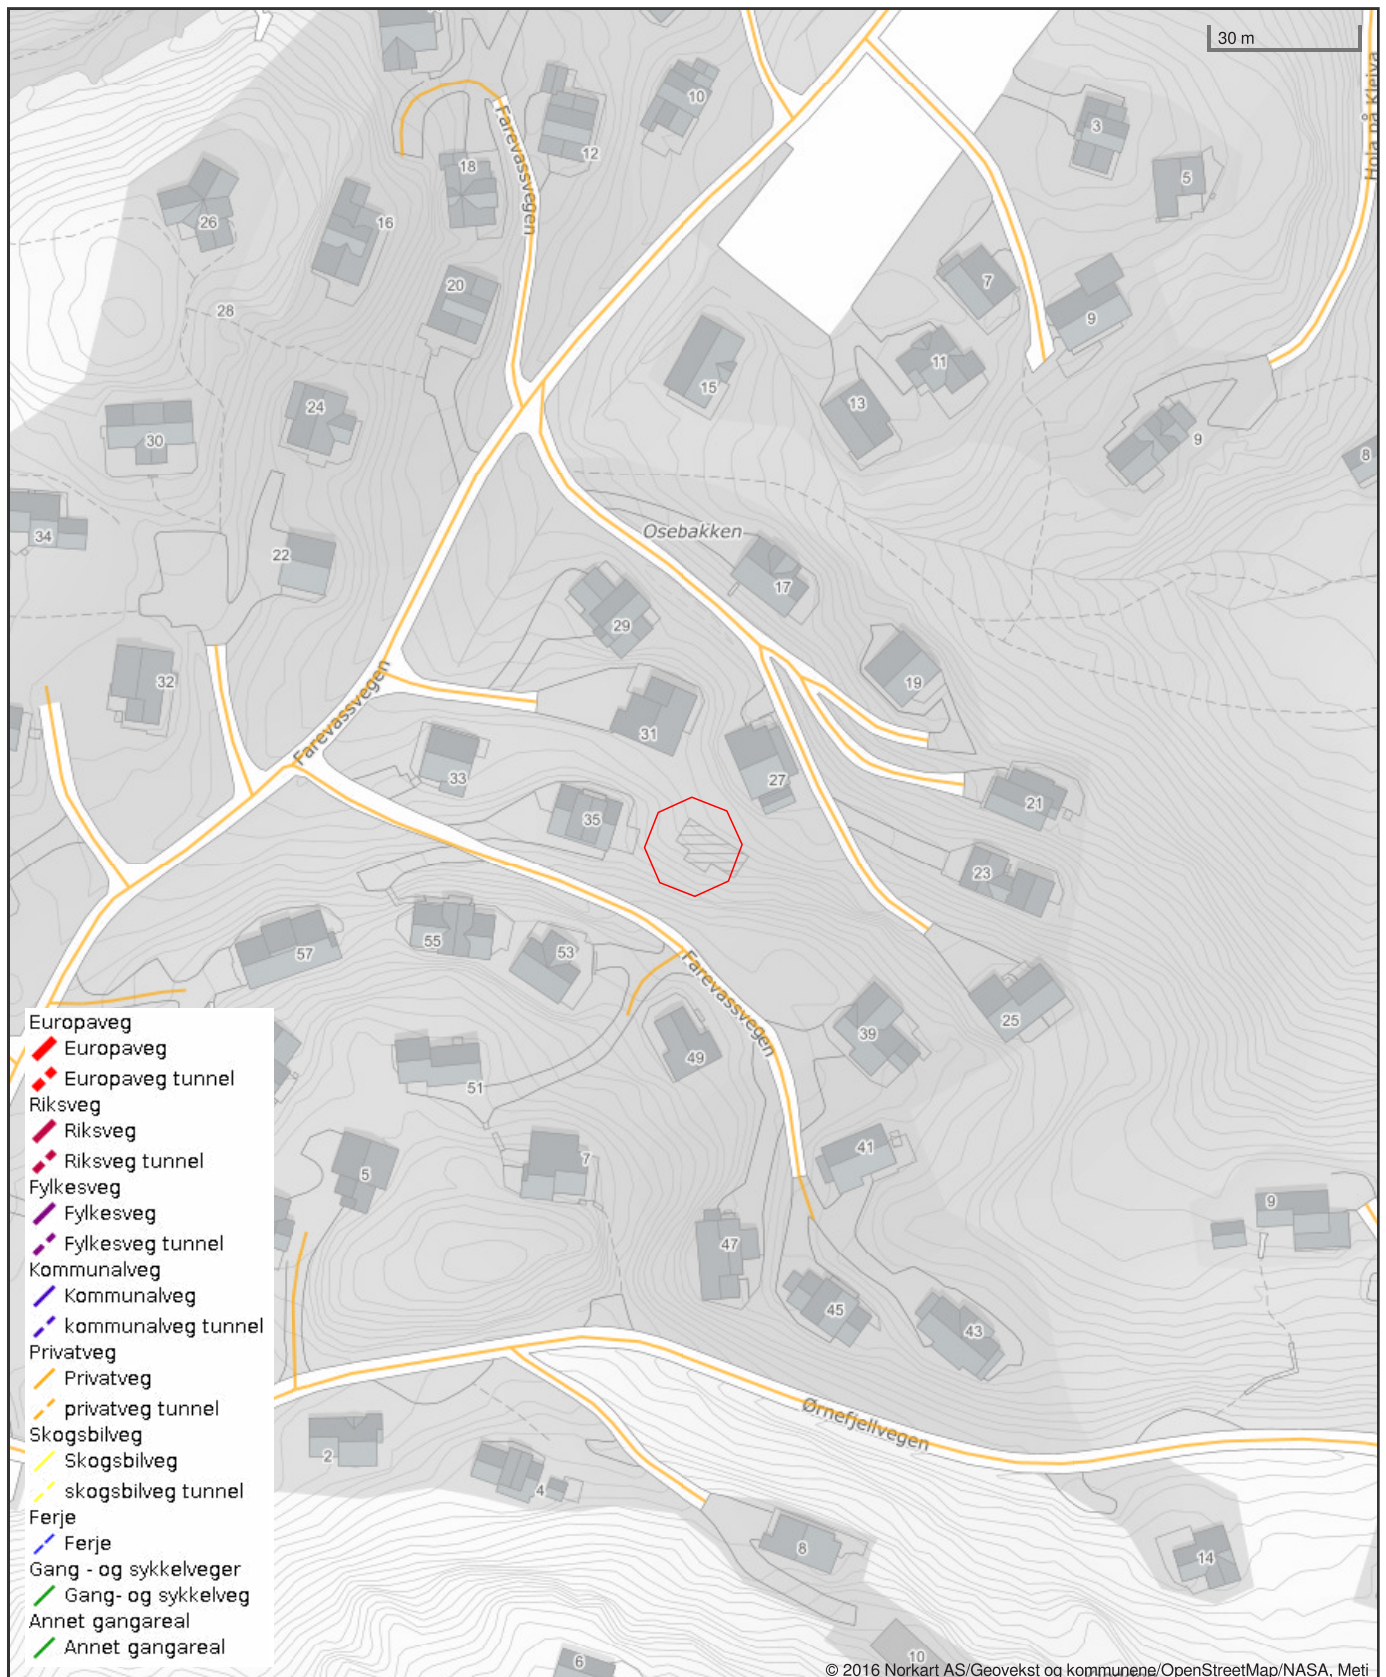 30 m
Hola på Kleiva
10
3
12
Farevassvegen
18
5
26
16
20
7
28
9
11
15
13
24
30
9
8
34
Osebakken
22
17
29
32
19
31
Farevassvegen
33
27
21
35
23
55
53
57
Farevassvegen
25
39
49
51
41
7
5
9
47
45
43
Ørnefjellvegen
2
4
8
14
10
6
Europaveg
Europaveg
Europaveg tunnel
Riksveg
Riksveg
Riksveg tunnel
Fylkesveg
Fylkesveg
Fylkesveg tunnel
Kommunalveg
Kommunalveg
kommunalveg tunnel
Privatveg
Privatveg
privatveg tunnel
Skogsbilveg
Skogsbilveg
skogsbilveg tunnel
Ferje
Ferje
Gang - og sykkelveger
Gang- og sykkelveg
Annet gangareal
Annet gangareal
© 2016 Norkart AS/Geovekst og kommunene/OpenStreetMap/NASA, Meti